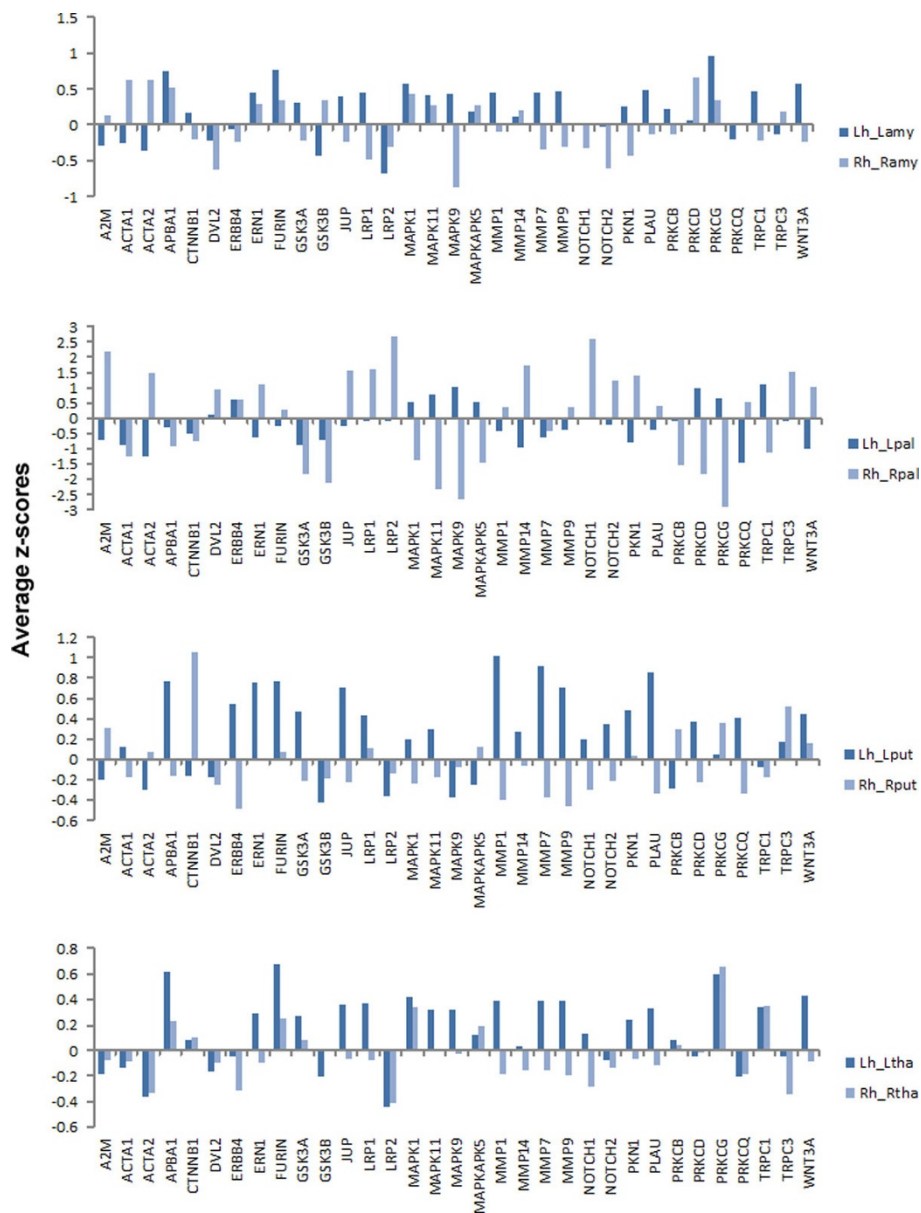 Average z-scores
1.5
1
0.5
0
-0.5
-1
A2M ACTA1 ACTA2 APBA1 CTNNB1 DVL2 ERBB4 ERN1 FURIN GSK3A GSK3B JUP LRP1 LRP2 MAPK1 MAPK11 MAPK9 MAPKAPK5 MMP1 MMP14 MMP7 MMP9 NOTCH1 NOTCH2 PKN1 PLAU PRKCB PRKCD PRKCG PRKCQ TRPC1 TRPC3 WNT3A
Lh_Lamy
Rh_Ramy
3
2.5
2
1.5
1
0.5
0
-0.5
-1
-1.5
-2
-2.5
-3
A2M ACTA1 ACTA2 APBA1 CTNNB1 DVL2 ERBB4 ERN1 FURIN GSK3A GSK3B JUP LRP1 LRP2 MAPK1 MAPK11 MAPK9 MAPKAPK5 MMP1 MMP14 MMP7 MMP9 NOTCH1 NOTCH2 PKN1 PLAU PRKCB PRKCD PRKCG PRKCQ TRPC1 TRPC3 WNT3A
Lh_Lpal
Rh_Rpal
1.2
1
0.8
0.6
0.4
0.2
0
-0.2
-0.4
-0.6
A2M ACTA1 ACTA2 APBA1 CTNNB1 DVL2 ERBB4 ERN1 FURIN GSK3A GSK3B JUP LRP1 LRP2 MAPK1 MAPK11 MAPK9 MAPKAPK5 MMP1 MMP14 MMP7 MMP9 NOTCH1 NOTCH2 PKN1 PLAU PRKCB PRKCD PRKCG PRKCQ TRPC1 TRPC3 WNT3A
Lh_Lput
Rh_Rput
0.8
0.6
0.4
0.2
0
-0.2
-0.4
-0.6
A2M ACTA1 ACTA2 APBA1 CTNNB1 DVL2 ERBB4 ERN1 FURIN GSK3A GSK3B JUP LRP1 LRP2 MAPK1 MAPK11 MAPK9 MAPKAPK5 MMP1 MMP14 MMP7 MMP9 NOTCH1 NOTCH2 PKN1 PLAU PRKCB PRKCD PRKCG PRKCQ TRPC1 TRPC3 WNT3A
Lh_Ltha
Rh_Rtha